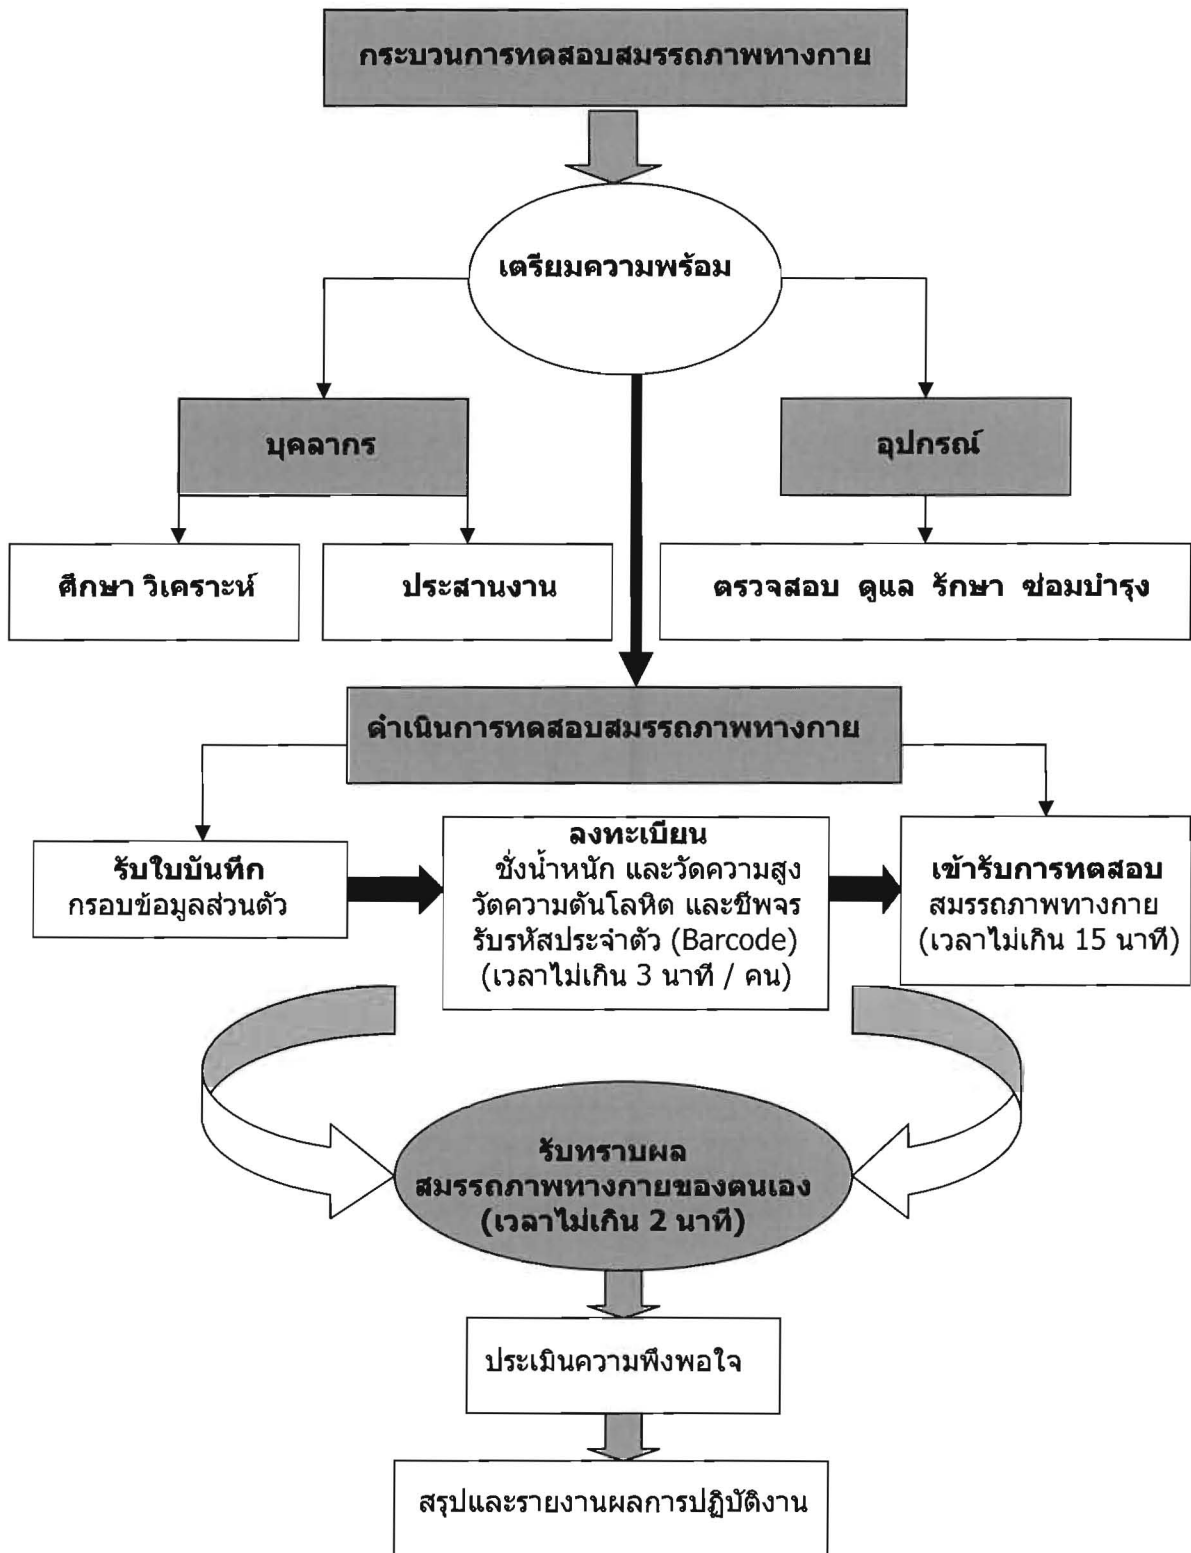 กระบวนการทดสอบสมรรถภาพทางกาย
เตรียมความพร้อม
บุคลากร
อุปกรณ์
ศึกษา วิเคราะห์
ประสานงาน
ตรวจสอบ ดูแล รักษา ซ่อมบำรุง
ดำเนินการทดสอบสมรรถภาพทางกาย
รับใบบันทึก
กรอบข้อมูลส่วนตัว
ลงทะเบียน
ชั่งน้ำหนัก และวัดความสูง
วัดความดันโลหิต และชีพจร
รับรหัสประจำตัว (Barcode)
(เวลาไม่เกิน 3 นาที / คน)
เข้ารับการทดสอบ
สมรรถภาพทางกาย
(เวลาไม่เกิน 15 นาที)
รับทราบผล
สมรรถภาพทางกายของตนเอง
(เวลาไม่เกิน 2 นาที)
ประเมินความพึงพอใจ
สรุปและรายงานผลการปฏิบัติงาน